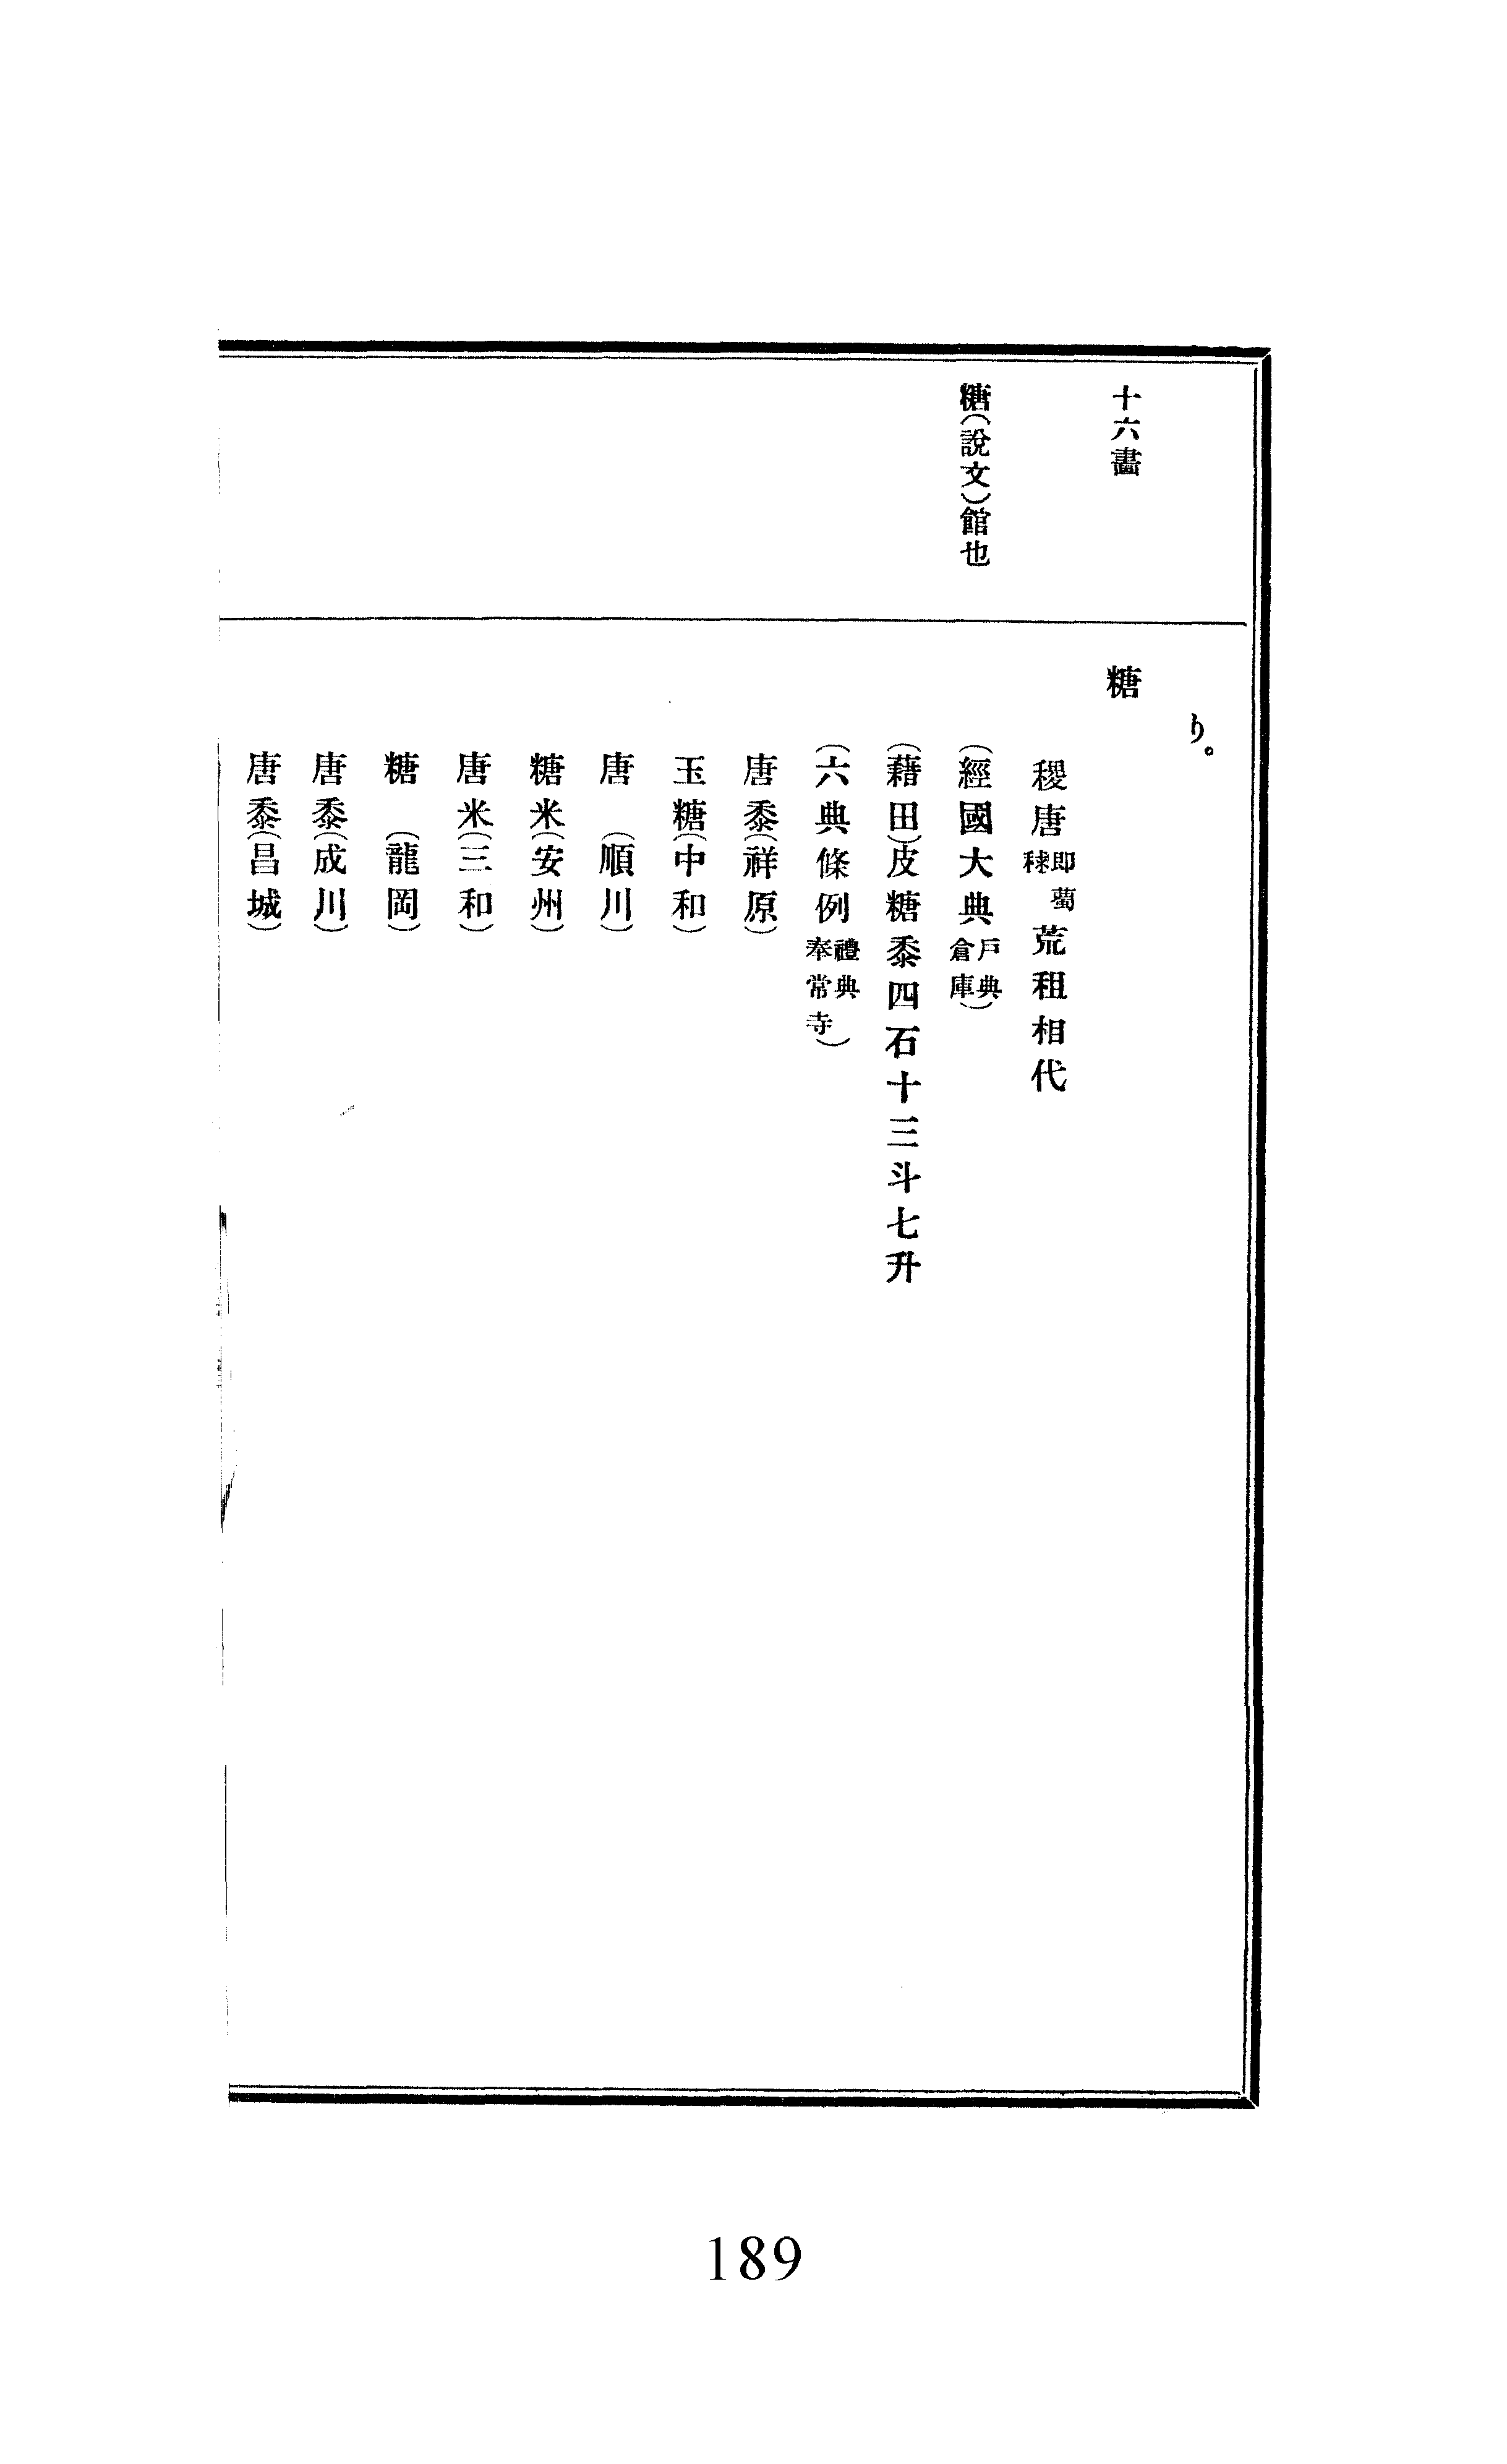 り。
十六畫
糖
稷唐即蜀荒租相代
(經國大典戶典倉庫)
糖(說文)館也
(藉田)皮糖黍四石十三斗七升
(六典條例禮典奉常寺)
唐黍(祥原)
玉糖(中和)
唐 (順川)
糖米(安州)
唐米(三和)
糖 (龍岡)
唐黍(成川)
唐黍(昌城)
189